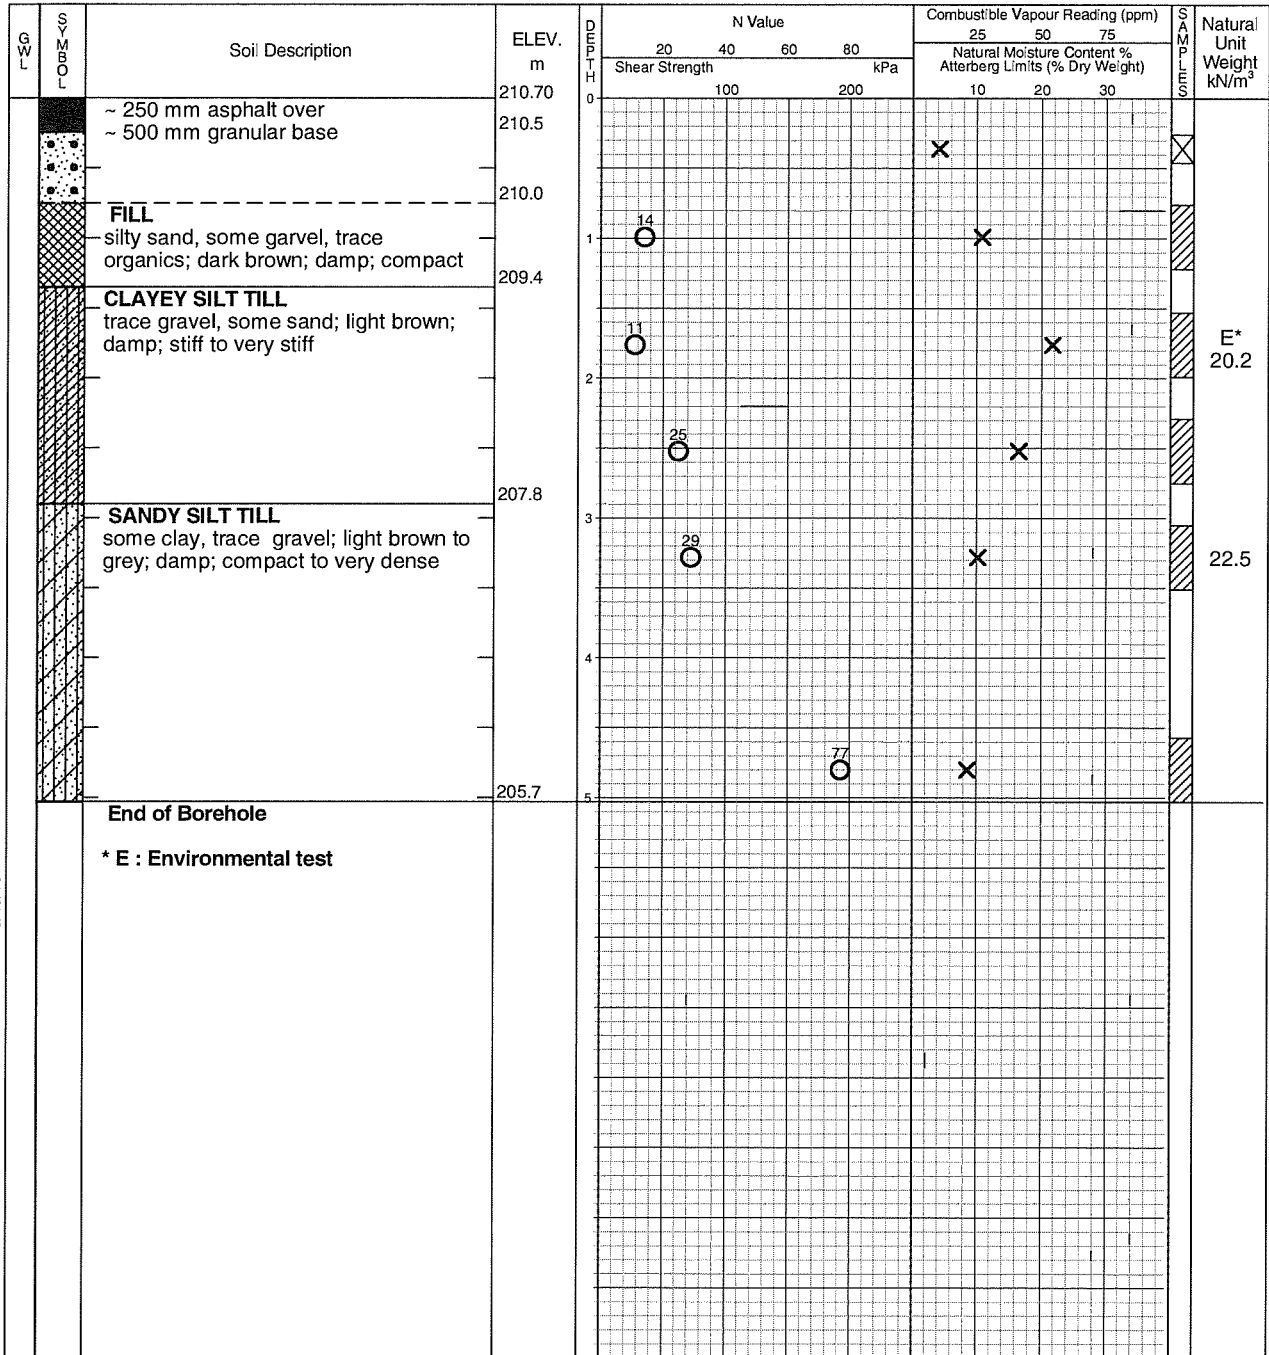 GWL
SYMBOL
Soil Description
ELEV.
m
DEPTH
N Value
20 40 60 80
Shear Strength kPa
100 200
Combustible Vapour Reading (ppm)
25 50 75
Natural Moisture Content %
Atterberg Limits (% Dry Weight)
10 20 30
SAMPLES
Natural
Unit
Weight
kN/m³
210.70
0
~ 250 mm asphalt over
210.5
~ 500 mm granular base
210.0
FILL
silty sand, some garvel, trace
organics; dark brown; damp; compact
14
1
209.4
CLAYEY SILT TILL
trace gravel, some sand; light brown;
damp; stiff to very stiff
11
E*
20.2
2
25
207.8
SANDY SILT TILL
some clay, trace gravel; light brown to
grey; damp; compact to very dense
3
29
22.5
4
77
205.7
5
End of Borehole
* E : Environmental test